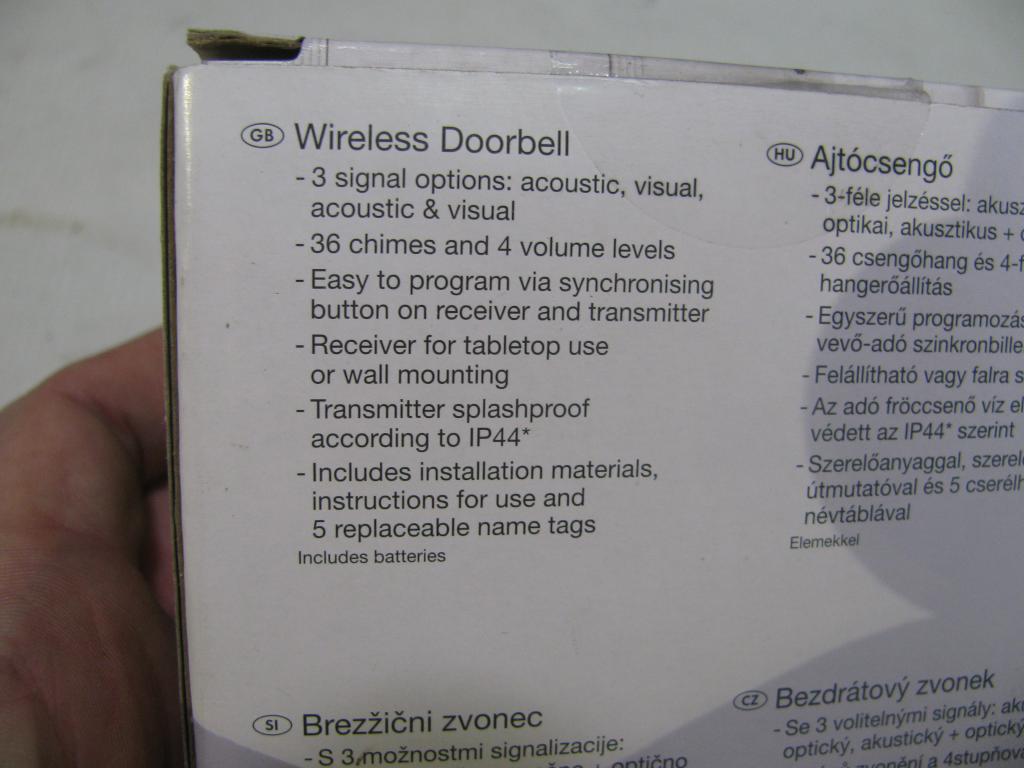 GB Wireless Doorbell
- 3 signal options: acoustic, visual,
acoustic & visual
- 36 chimes and 4 volume levels
- Easy to program via synchronising
button on receiver and transmitter
- Receiver for tabletop use
or wall mounting
- Transmitter splashproof
according to IP44*
- Includes installation materials,
instructions for use and
5 replaceable name tags
Includes batteries
HU Ajtócsengő
- 3-féle jelzéssel:
optikai, akusztikus +
- 36 csengőhang és
hangerőállítás
- Egyszerű
vevő-adó
- Felállítható vagy falra
- Az adó fröccsenő víz
védett az IP44* szerint
- Szerelőanyaggal,
útmutatóval és 5
névtáblával
Elemekkel
SI Brezžični zvonec
- S 3 možnostmi signalizacije:
+ optično
CZ Bezdrátový zvonek
- Se 3 volitelnými signály:
optický, akustický + optický
zvonění a